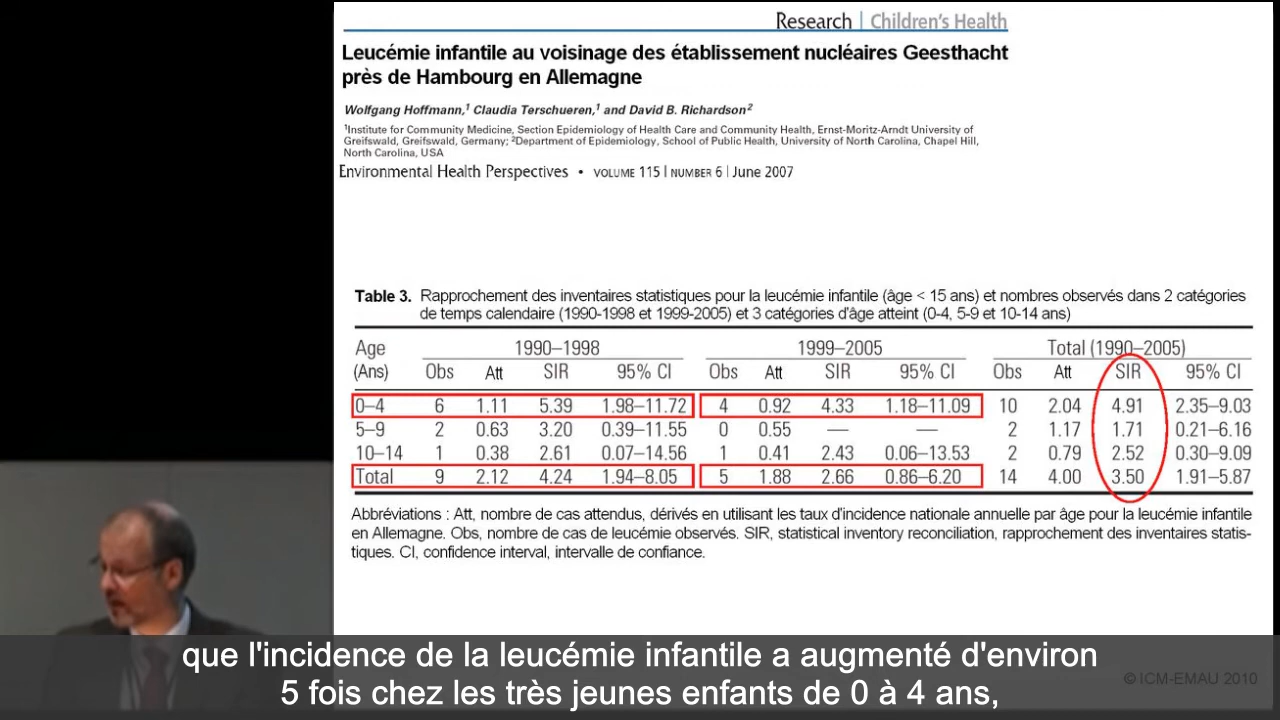 Research | Children's Health
Leucémie infantile au voisinage des établissement nucléaires Geesthacht
près de Hambourg en Allemagne
Wolfgang Hoffmann,¹ Claudia Terschueren,¹ and David B. Richardson²
¹Institute for Community Medicine, Section Epidemiology of Health Care and Community Health, Ernst-Moritz-Arndt University of
Greifswald, Greifswald, Germany; ²Department of Epidemiology, School of Public Health, University of North Carolina, Chapel Hill,
North Carolina, USA
Environmental Health Perspectives • VOLUME 115 | NUMBER 6 | June 2007
Table 3. Rapprochement des inventaires statistiques pour la leucémie infantile (âge < 15 ans) et nombres observés dans 2 catégories
de temps calendaire (1990-1998 et 1999-2005) et 3 catégories d'âge atteint (0-4, 5-9 et 10-14 ans)
Age 1990–1998 1999–2005 Total (1990–2005)
(Ans) Obs Att SIR 95% CI Obs Att SIR 95% CI Obs Att SIR 95% CI
0–4 6 1.11 5.39 1.98–11.72 4 0.92 4.33 1.18–11.09 10 2.04 4.91 2.35–9.03
5–9 2 0.63 3.20 0.39–11.55 0 0.55 — — 2 1.17 1.71 0.21–6.16
10–14 1 0.38 2.61 0.07–14.56 1 0.41 2.43 0.06–13.53 2 0.79 2.52 0.30–9.09
Total 9 2.12 4.24 1.94–8.05 5 1.88 2.66 0.86–6.20 14 4.00 3.50 1.91–5.87
Abbréviations : Att, nombre de cas attendus, dérivés en utilisant les taux d'incidence nationale annuelle par âge pour la leucémie infantile
en Allemagne. Obs, nombre de cas de leucémie observés. SIR, statistical inventory reconciliation, rapprochement des inventaires statis-
tiques. CI, confidence interval, intervalle de confiance.
que l'incidence de la leucémie infantile a augmenté d'environ
5 fois chez les très jeunes enfants de 0 à 4 ans,
© ICM-EMAU 2010